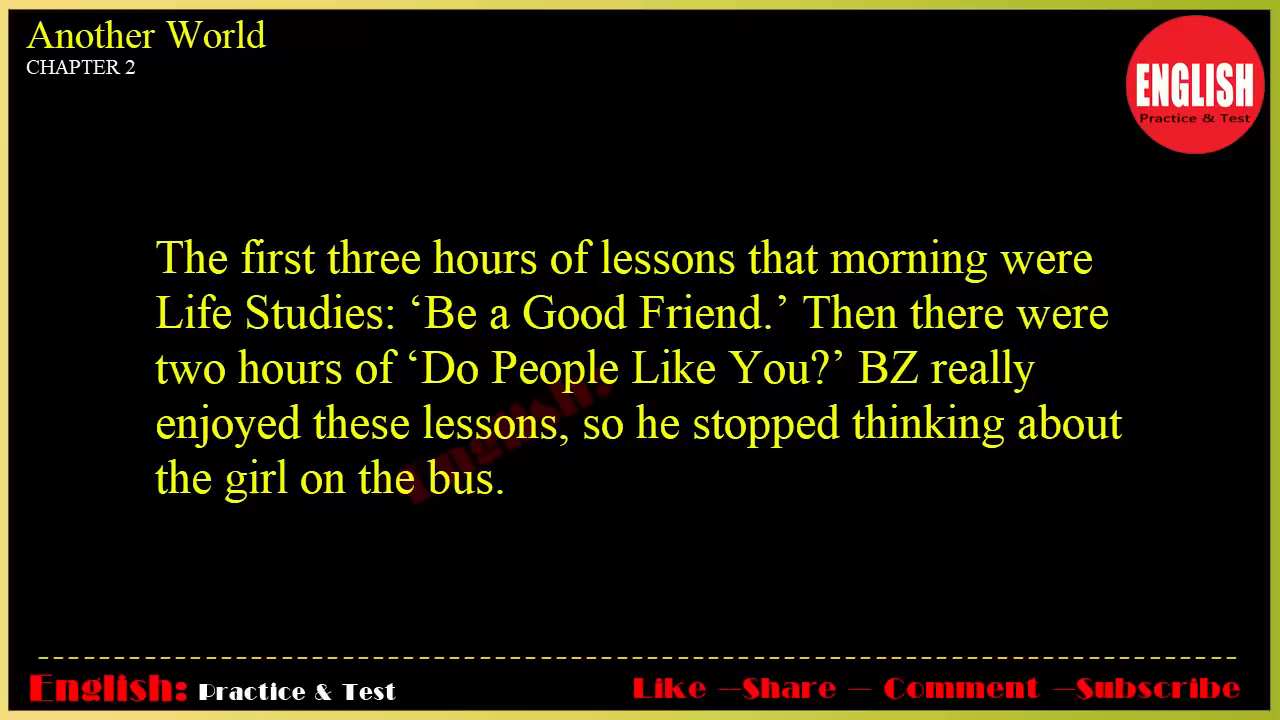 Another World
CHAPTER 2
ENGLISH
Practice & Test
The first three hours of lessons that morning were
Life Studies: ‘Be a Good Friend.’ Then there were
two hours of ‘Do People Like You?’ BZ really
enjoyed these lessons, so he stopped thinking about
the girl on the bus.
English:
English: Practice & Test
Like —Share — Comment —Subscribe